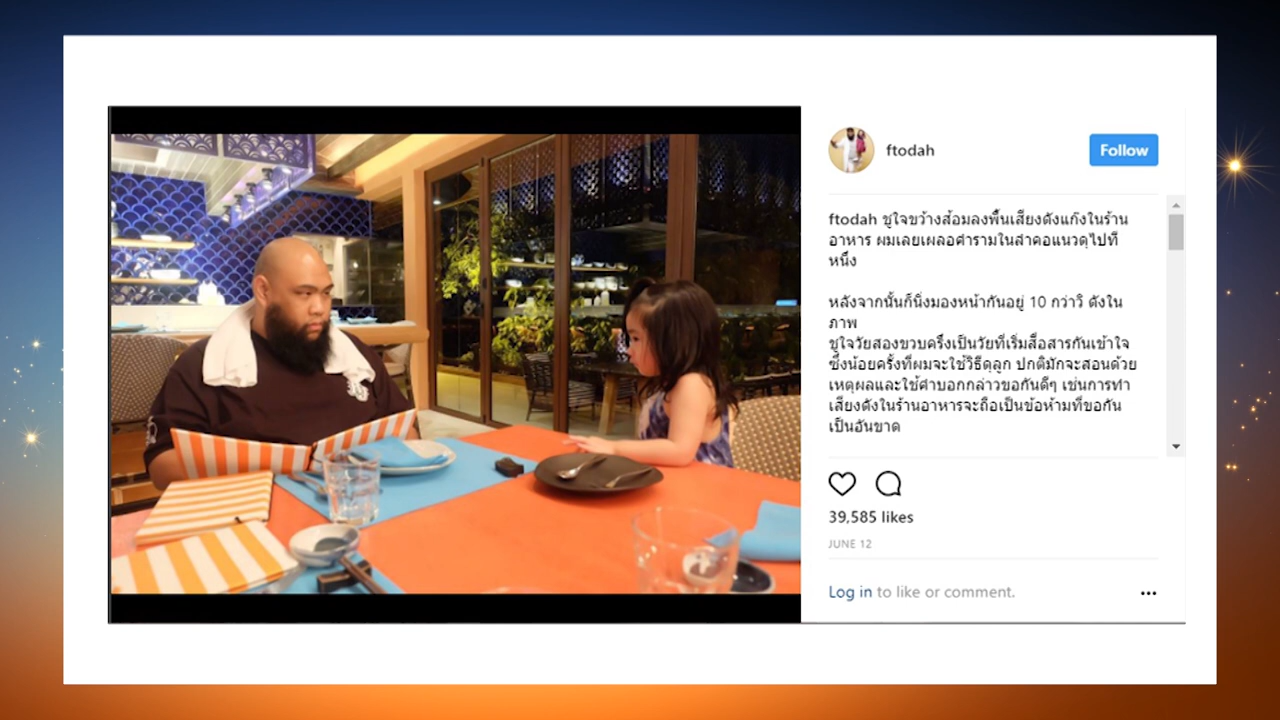 ftodah
Follow
ftodah ชูใจขว้างส้อมลงพื้นเสียงดังแก๊งในร้าน
อาหาร ผมเลยเผลอคำรามในลำคอแนวดุไปที
หนึ่ง
หลังจากนั้นก็นิ่งมองหน้ากันอยู่ 10 กว่าวิ ดังใน
ภาพ
ชูใจวัยสองขวบครึ่งเป็นวัยที่เริ่มสื่อสารกันเข้าใจ
ซึ่งน้อยครั้งที่ผมจะใช้วิธีดุลูก ปกติมักจะสอนด้วย
เหตุผลและใช้คำบอกกล่าวขอกันดีๆ เช่นการทำ
เสียงดังในร้านอาหารจะถือเป็นข้อห้ามที่ขอกัน
เป็นอันขาด
39,585 likes
JUNE 12
Log in to like or comment.